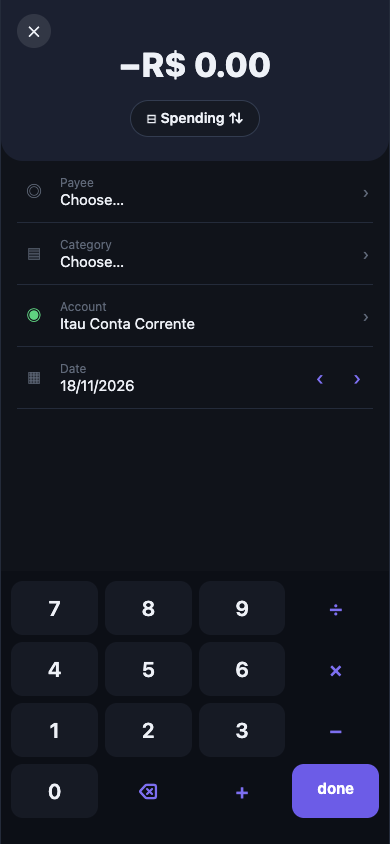 −R$ 0.00
Spending
Payee
Choose...
Category
Choose...
Account
Itau Conta Corrente
Date
18/11/2026
7 8 9 ÷
4 5 6 ×
1 2 3 −
0 + done